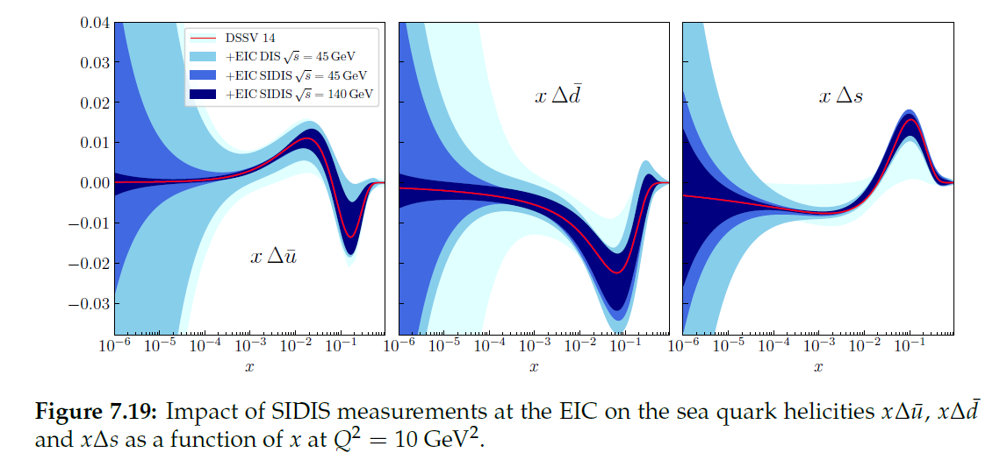 0.04
0.03
0.02
0.01
0.00
−0.01
−0.02
−0.03
DSSV 14
+EIC DIS √s = 45 GeV
+EIC SIDIS √s = 45 GeV
+EIC SIDIS √s = 140 GeV
x Δū
x Δd̄
x Δs
10⁻⁶ 10⁻⁵ 10⁻⁴ 10⁻³ 10⁻² 10⁻¹ 10⁻⁶ 10⁻⁵ 10⁻⁴ 10⁻³ 10⁻² 10⁻¹ 10⁻⁶ 10⁻⁵ 10⁻⁴ 10⁻³ 10⁻² 10⁻¹
x x x
Figure 7.19: Impact of SIDIS measurements at the EIC on the sea quark helicities xΔū, xΔd̄
and xΔs as a function of x at Q² = 10 GeV².